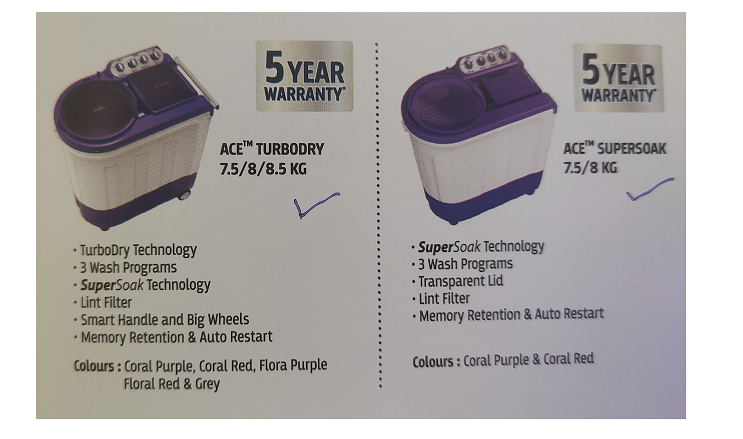 5 YEAR
WARRANTY*
ACE™ TURBODRY
7.5/8/8.5 KG
• TurboDry Technology
• 3 Wash Programs
• SuperSoak Technology
• Lint Filter
• Smart Handle and Big Wheels
• Memory Retention & Auto Restart
Colours : Coral Purple, Coral Red, Flora Purple
Floral Red & Grey
5 YEAR
WARRANTY*
ACE™ SUPERSOAK
7.5/8 KG
• SuperSoak Technology
• 3 Wash Programs
• Transparent Lid
• Lint Filter
• Memory Retention & Auto Restart
Colours : Coral Purple & Coral Red